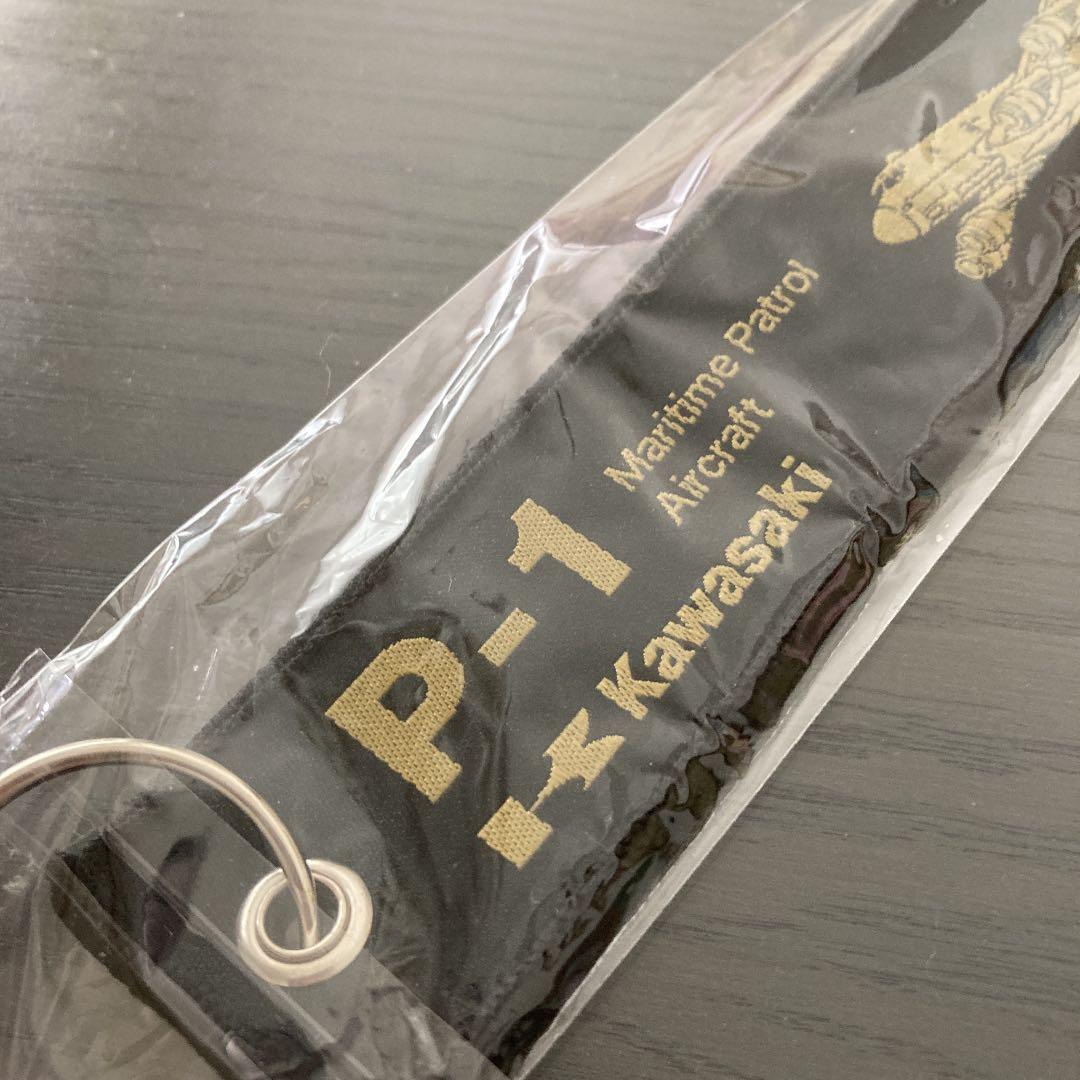 P-1
Maritime Patrol
Aircraft
Kawasaki